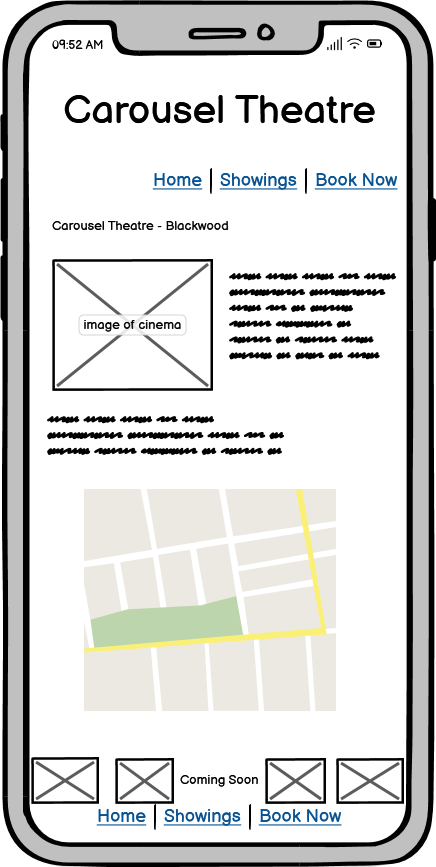 09:52 AM
Carousel Theatre
Home | Showings | Book Now
Carousel Theatre - Blackwood
image of cinema
Coming Soon
Home | Showings | Book Now